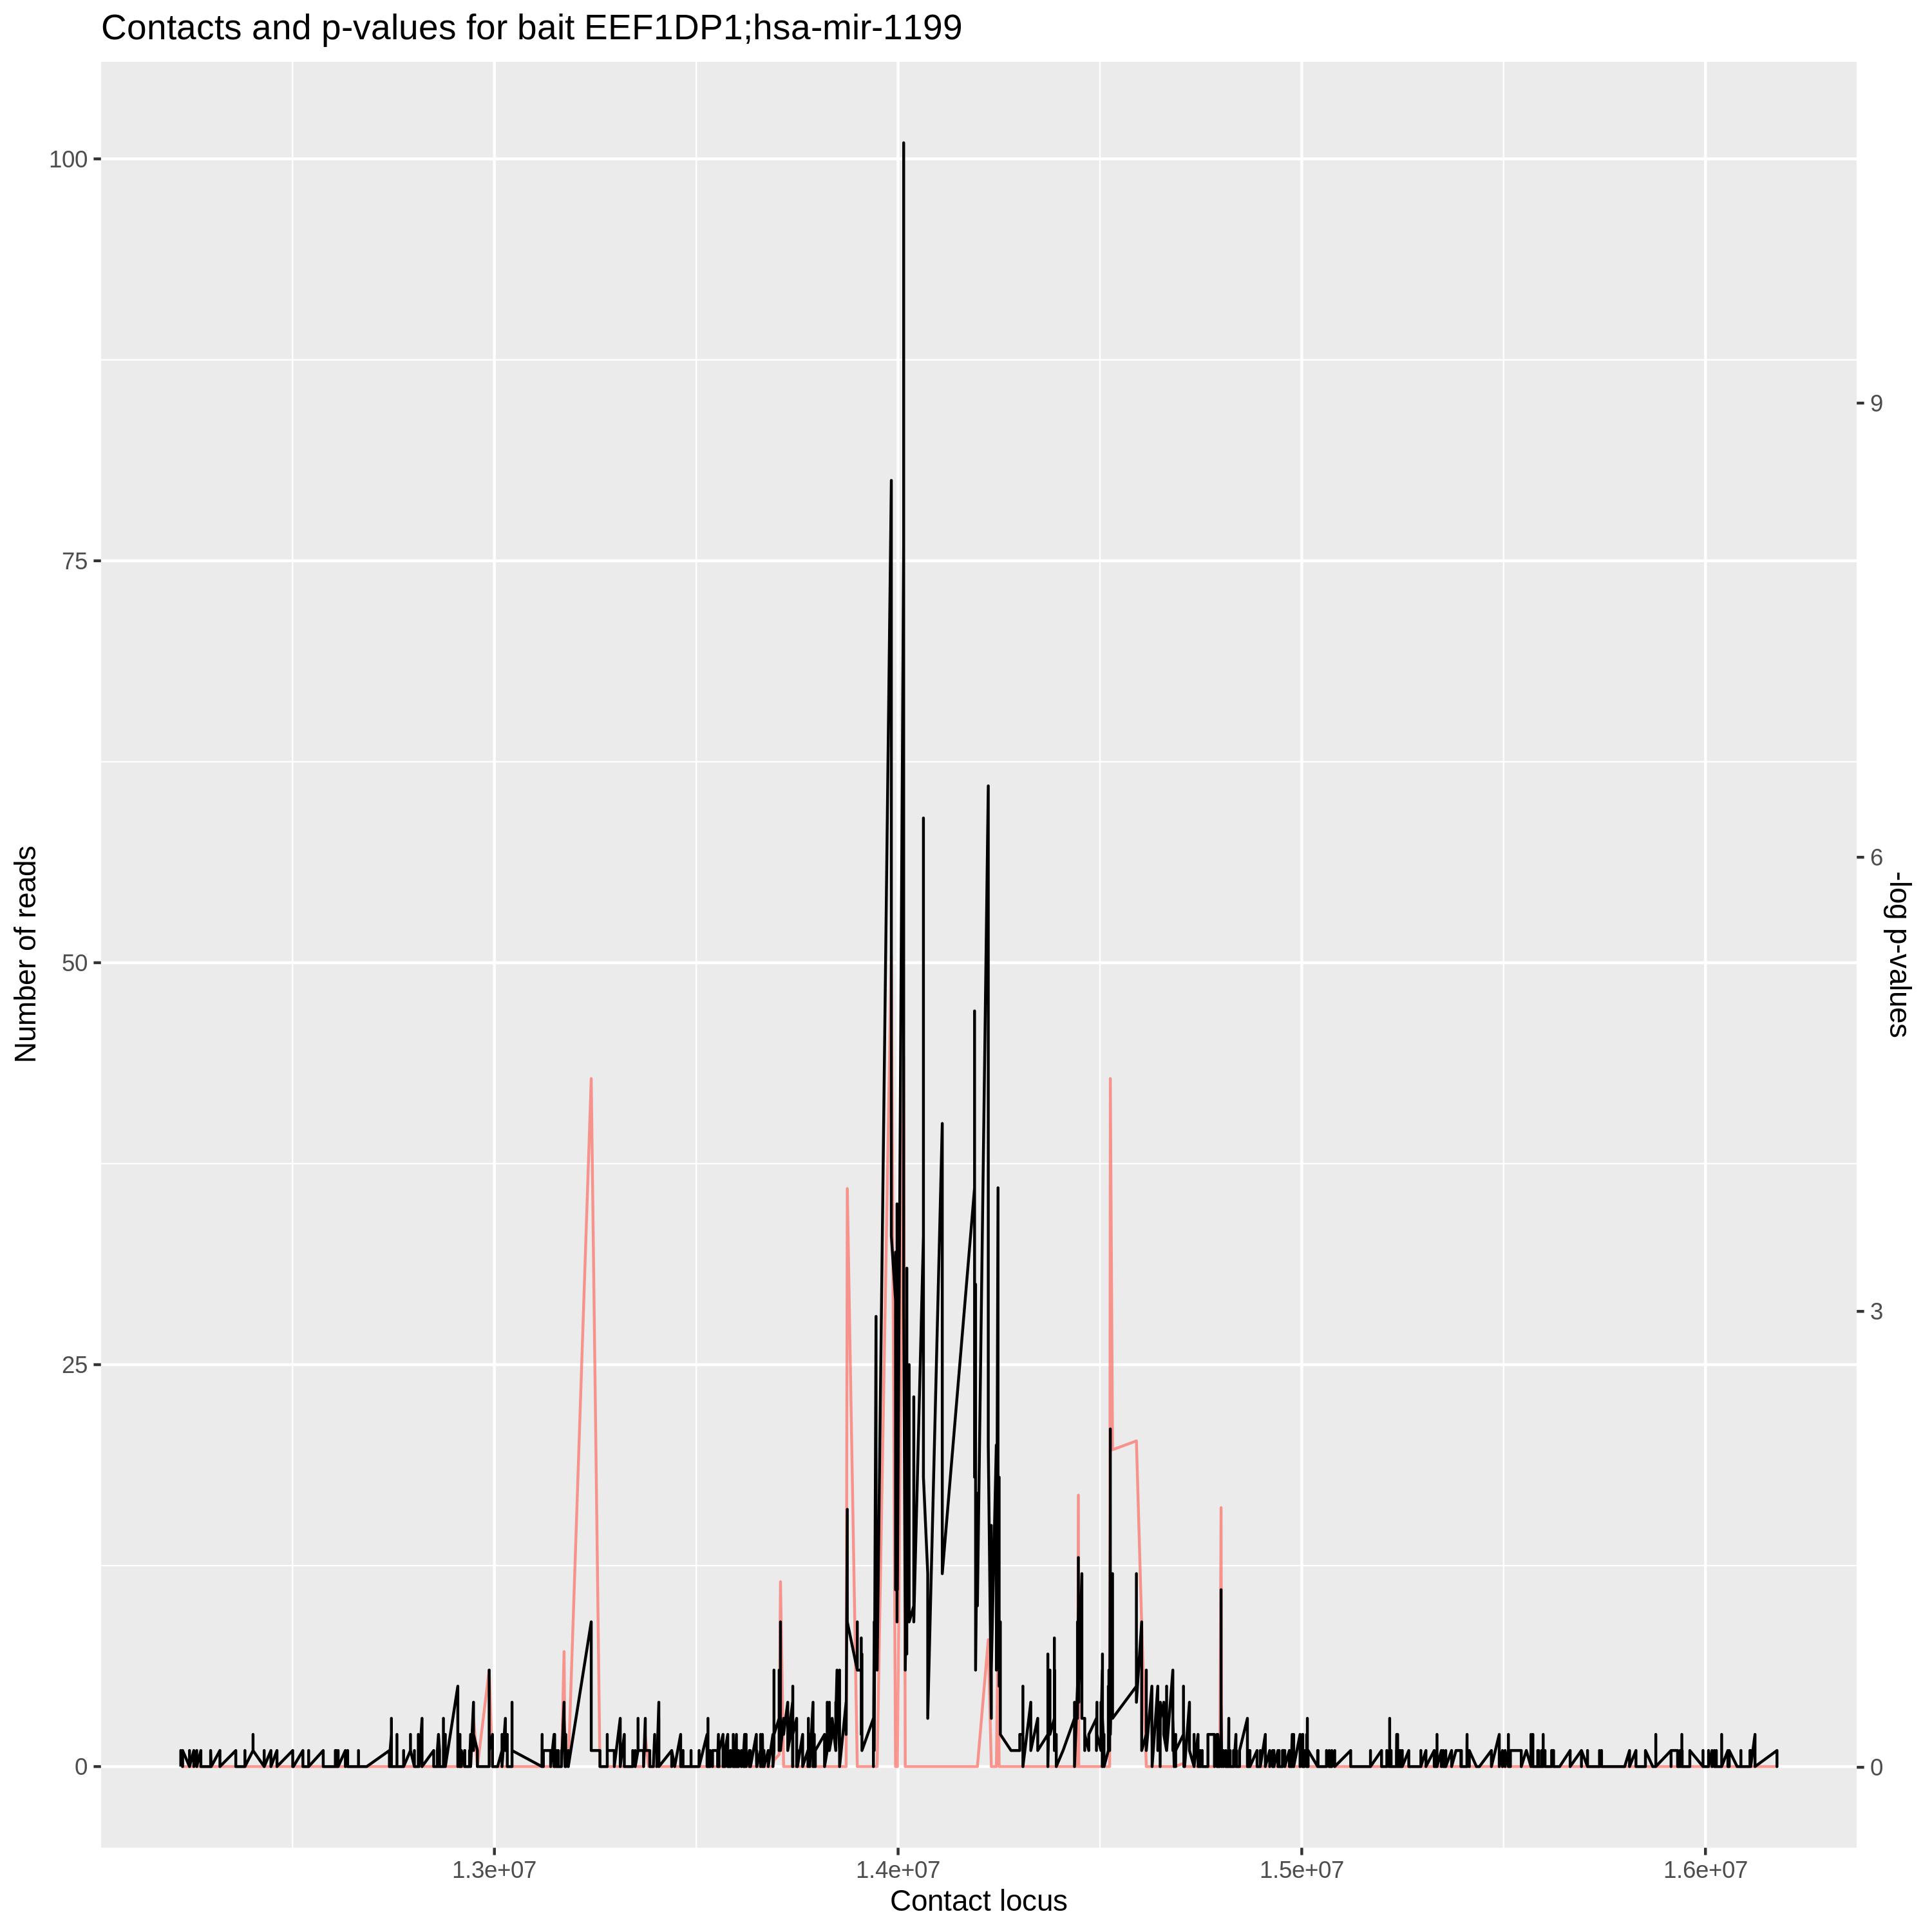 Contacts and p-values for bait EEF1DP1;hsa-mir-1199
100
75
50
25
0
Number of reads
9
6
3
0
-log p-values
1.3e+07
1.4e+07
1.5e+07
1.6e+07
Contact locus